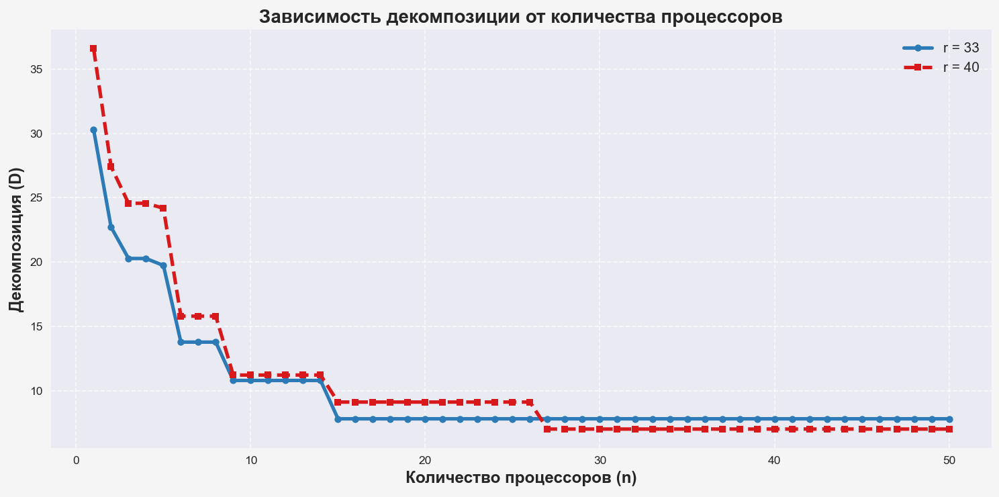 Зависимость декомпозиции от количества процессоров
r = 33
r = 40
Декомпозиция (D)
35
30
25
20
15
10
0
10
20
30
40
50
Количество процессоров (n)